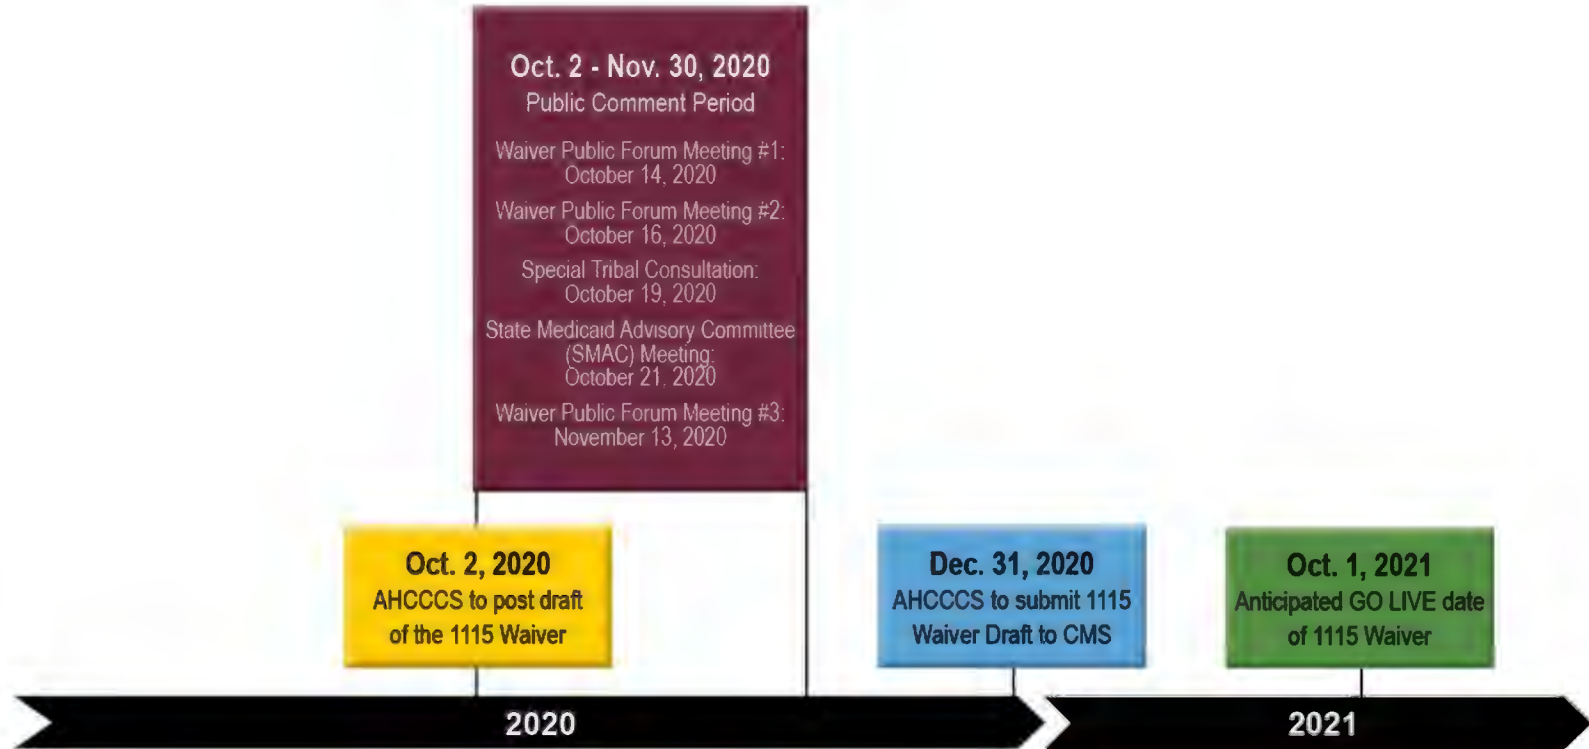 Oct. 2 - Nov. 30, 2020
Public Comment Period
Waiver Public Forum Meeting #1:
October 14, 2020
Waiver Public Forum Meeting #2:
October 16, 2020
Special Tribal Consultation:
October 19, 2020
State Medicaid Advisory Committee
(SMAC) Meeting:
October 21, 2020
Waiver Public Forum Meeting #3:
November 13, 2020
Oct. 2, 2020
AHCCCS to post draft
of the 1115 Waiver
Dec. 31, 2020
AHCCCS to submit 1115
Waiver Draft to CMS
Oct. 1, 2021
Anticipated GO LIVE date
of 1115 Waiver
2020
2021